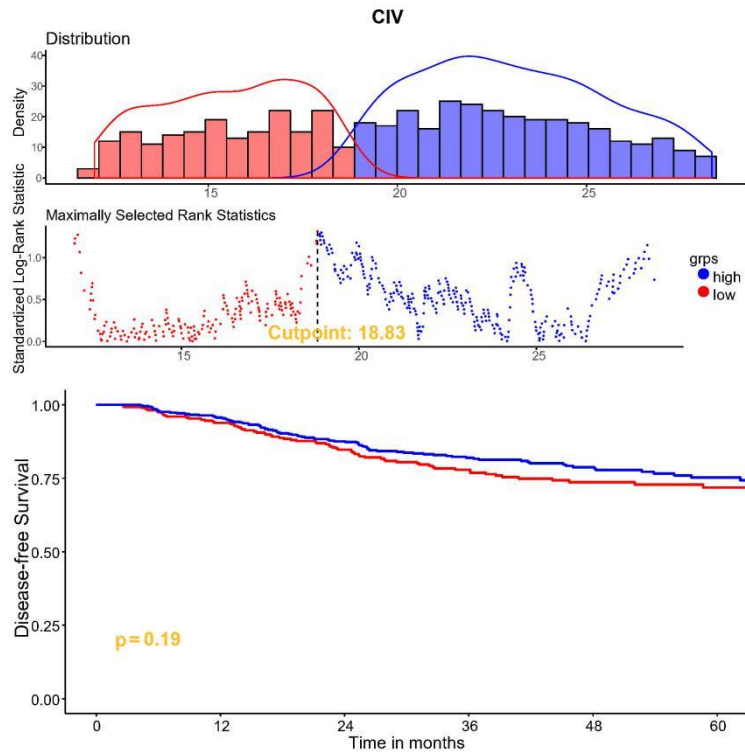 CIV
Distribution
Density
40
30
20
10
0
15
20
25
Maximally Selected Rank Statistics
Standardized Log-Rank Statistic
1.0
0.5
0.0
Cutpoint: 18.83
15
20
25
grps
high
low
Disease-free Survival
1.00
0.75
0.50
0.25
0.00
p = 0.19
0
12
24
36
48
60
Time in months